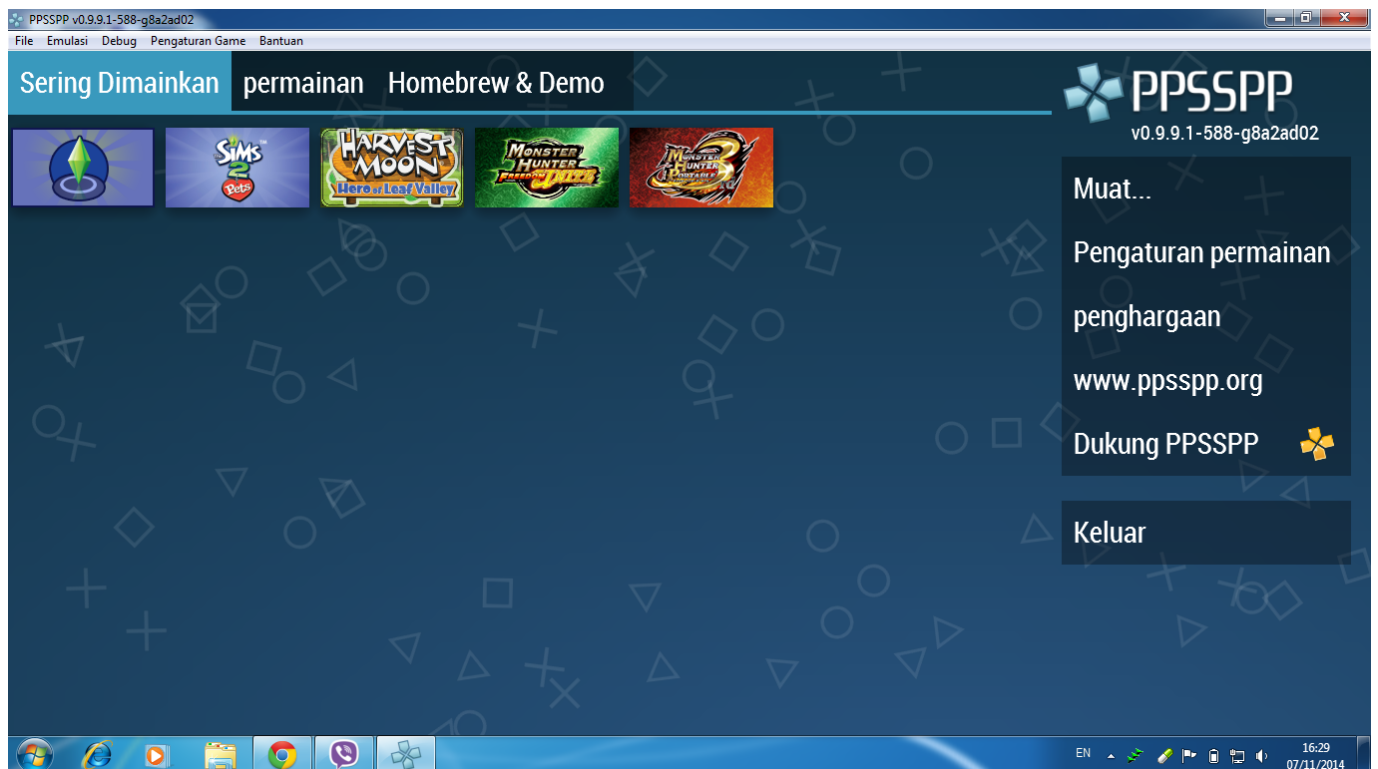 PPSSPP v0.9.9.1-588-g8a2ad02
File Emulasi Debug Pengaturan Game Bantuan
Sering Dimainkan permainan Homebrew & Demo
PPSSPP
v0.9.9.1-588-g8a2ad02
SiMS
2
Pets
HARVEST
MOON
Hero of Leaf Valley
MONSTER
HUNTER
FREEDOM UNITE
MONSTER
HUNTER
PORTABLE
3
Muat...
Pengaturan permainan
penghargaan
www.ppsspp.org
Dukung PPSSPP
Keluar
EN
16:29
07/11/2014